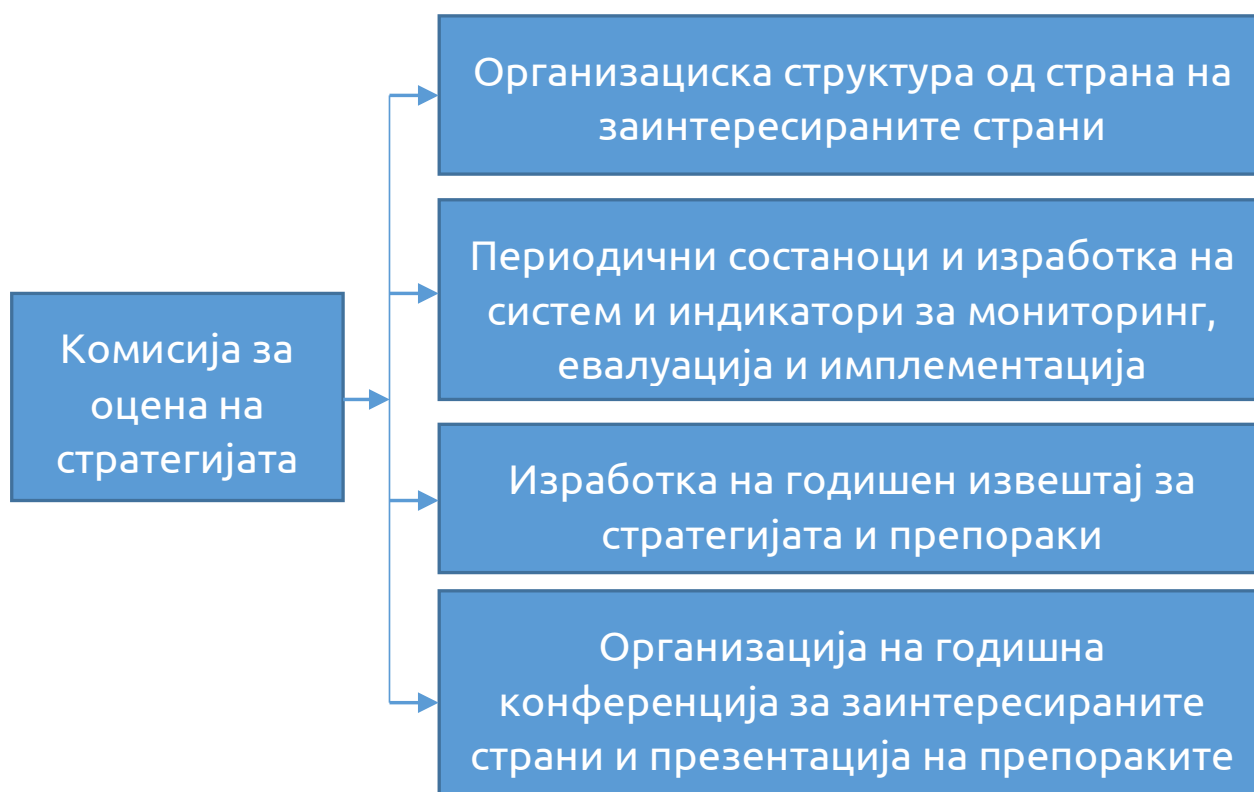 Организациска структура од страна на
заинтересираните страни
Периодични состаноци и изработка на
систем и индикатори за мониторинг,
евалуација и имплементација
Комисија за
оцена на
стратегијата
Изработка на годишен извештај за
стратегијата и препораки
Организација на годишна
конференција за заинтересираните
страни и презентација на препораките